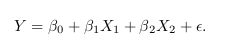 Y = β₀ + β₁X₁ + β₂X₂ + ϵ.